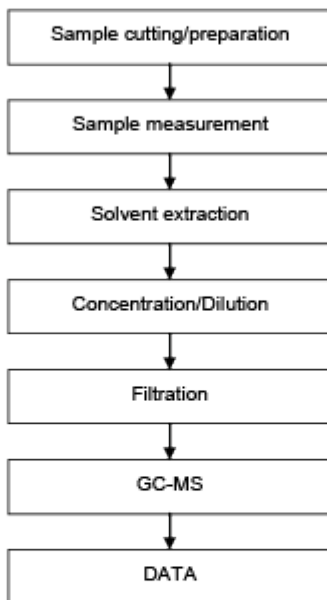 Sample cutting/preparation
Sample measurement
Solvent extraction
Concentration/Dilution
Filtration
GC-MS
DATA